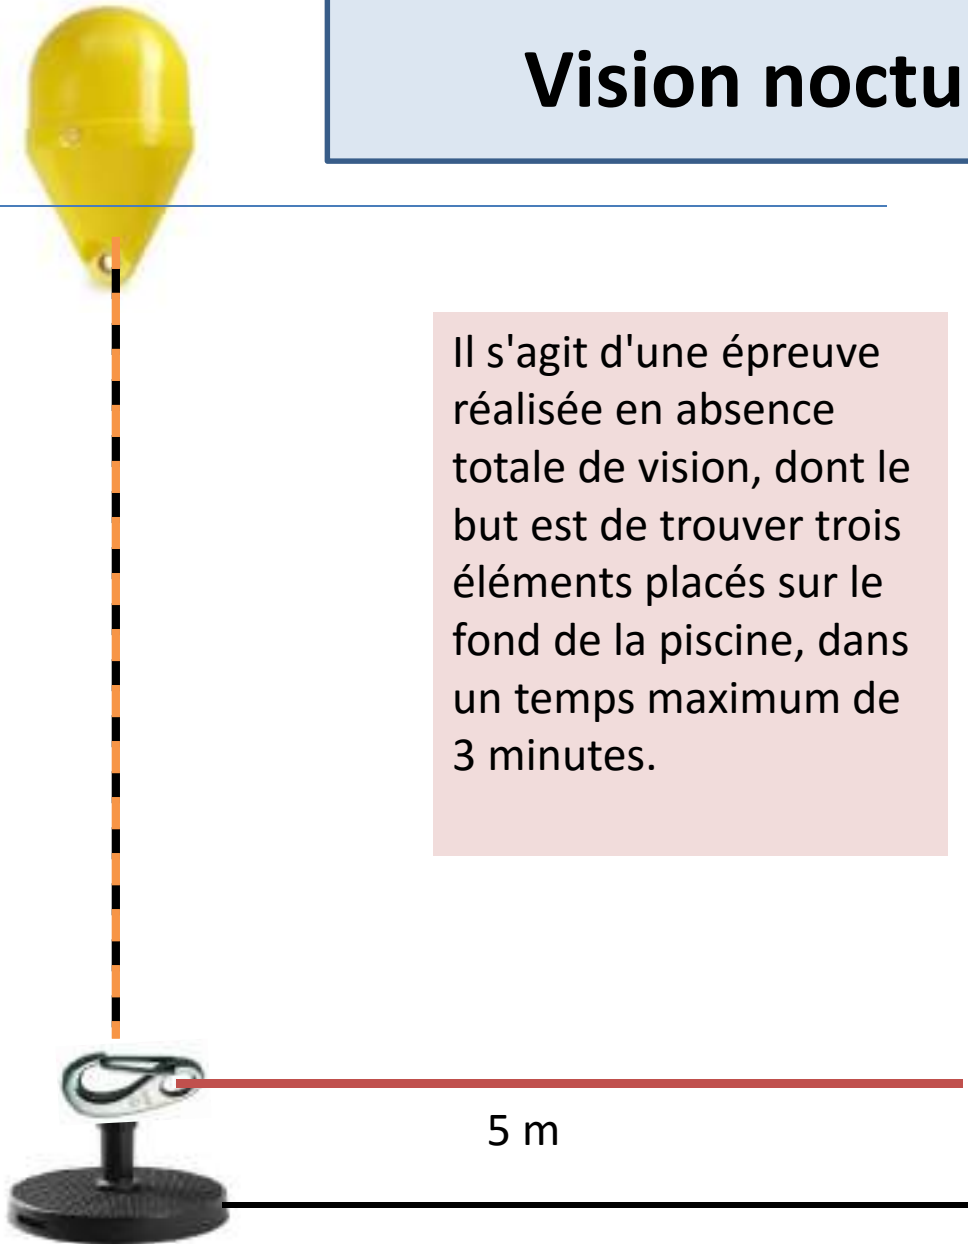 Vision noctu
Il s'agit d'une épreuve
réalisée en absence
totale de vision, dont le
but est de trouver trois
éléments placés sur le
fond de la piscine, dans
un temps maximum de
3 minutes.
5 m